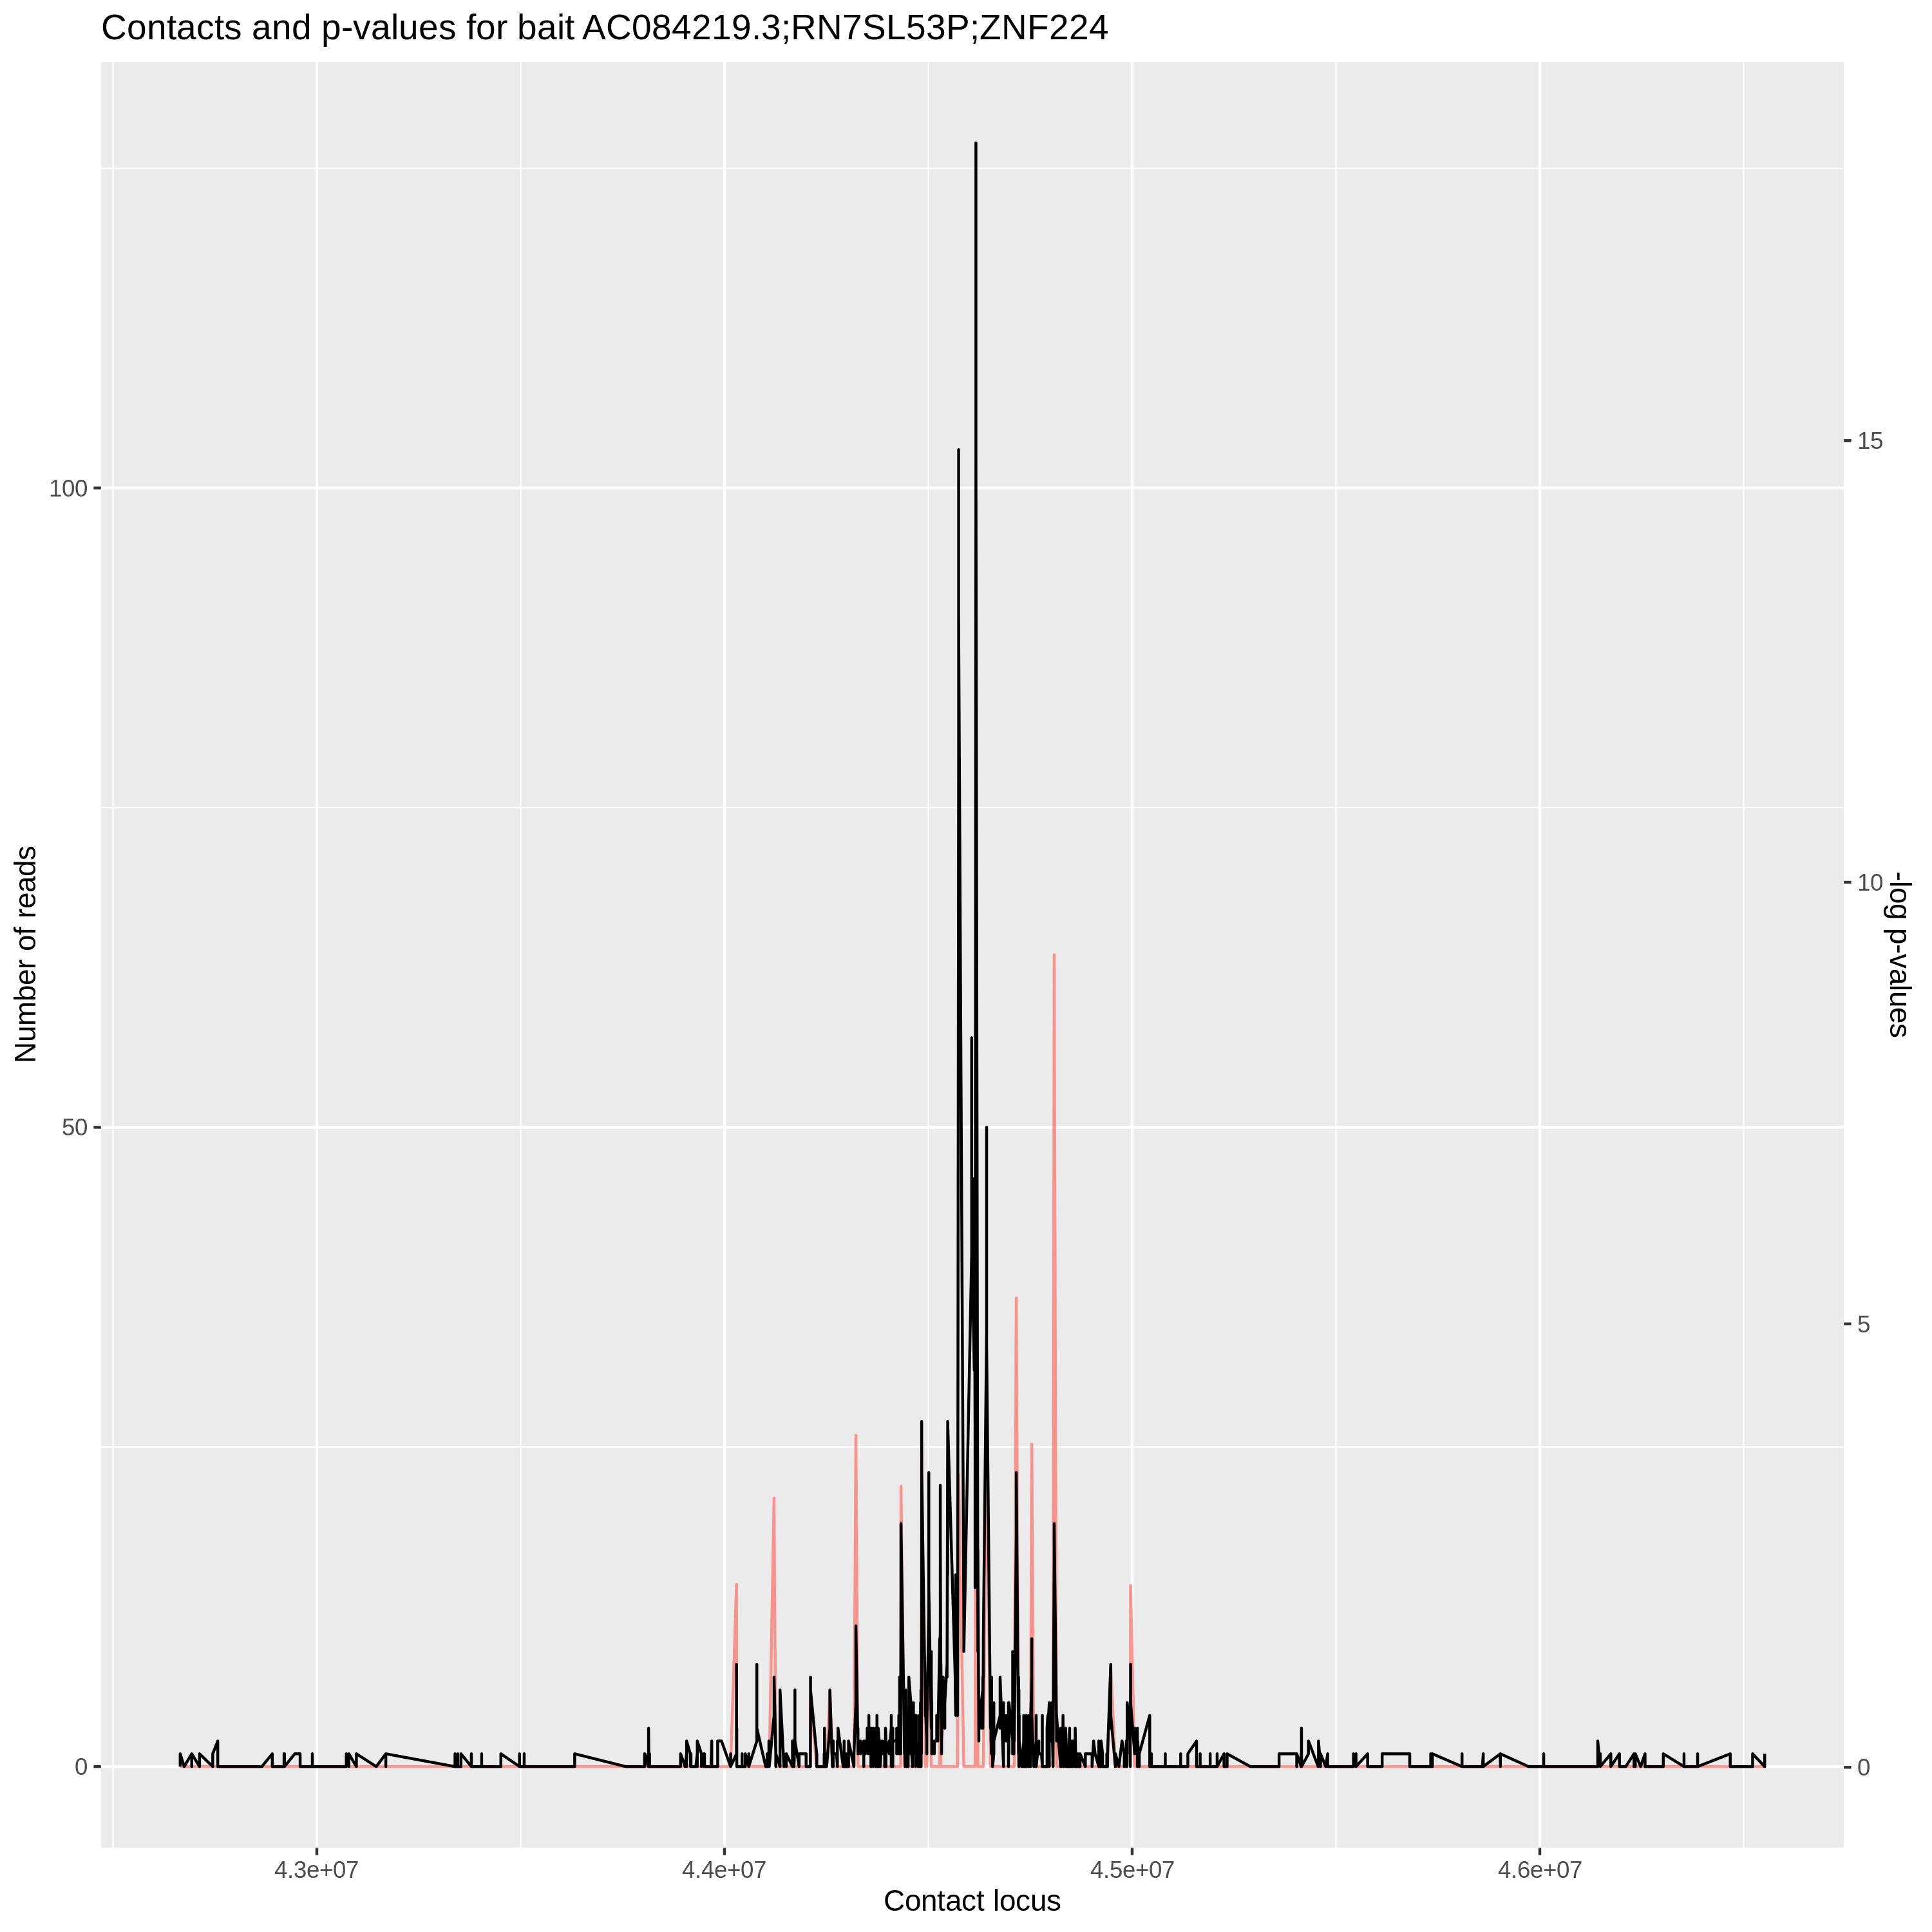 Contacts and p-values for bait AC084219.3;RN7SL53P;ZNF224
Number of reads
100
50
0
15
10
5
0
-log p-values
4.3e+07
4.4e+07
4.5e+07
4.6e+07
Contact locus